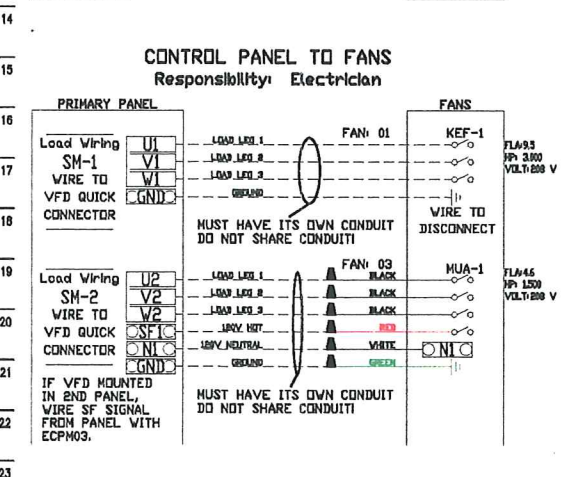 14
15
CONTROL PANEL TO FANS
Responsibility: Electrician
PRIMARY PANEL
FANS
16
Load Wiring
SM-1
WIRE TO
VFD QUICK
CONNECTOR
U1
V1
W1
GND
LOAD LEG 1
LOAD LEG 2
LOAD LEG 3
GROUND
FAN: 01
KEF-1
FLA:9.5
HP: 3.000
VOLT:208 V
17
WIRE TO
DISCONNECT
18
MUST HAVE ITS OWN CONDUIT
DO NOT SHARE CONDUIT!
19
Load Wiring
SM-2
WIRE TO
VFD QUICK
CONNECTOR
U2
V2
W2
SF1
N1
GND
LOAD LEG 1
LOAD LEG 2
LOAD LEG 3
120V HOT
120V NEUTRAL
GROUND
FAN: 03
BLACK
BLACK
BLACK
RED
WHITE
GREEN
MUA-1
N1
FLA:4.6
HP: 1.500
VOLT:208 V
20
21
IF VFD MOUNTED
IN 2ND PANEL,
WIRE SF SIGNAL
FROM PANEL WITH
ECPM03.
MUST HAVE ITS OWN CONDUIT
DO NOT SHARE CONDUIT!
22
23